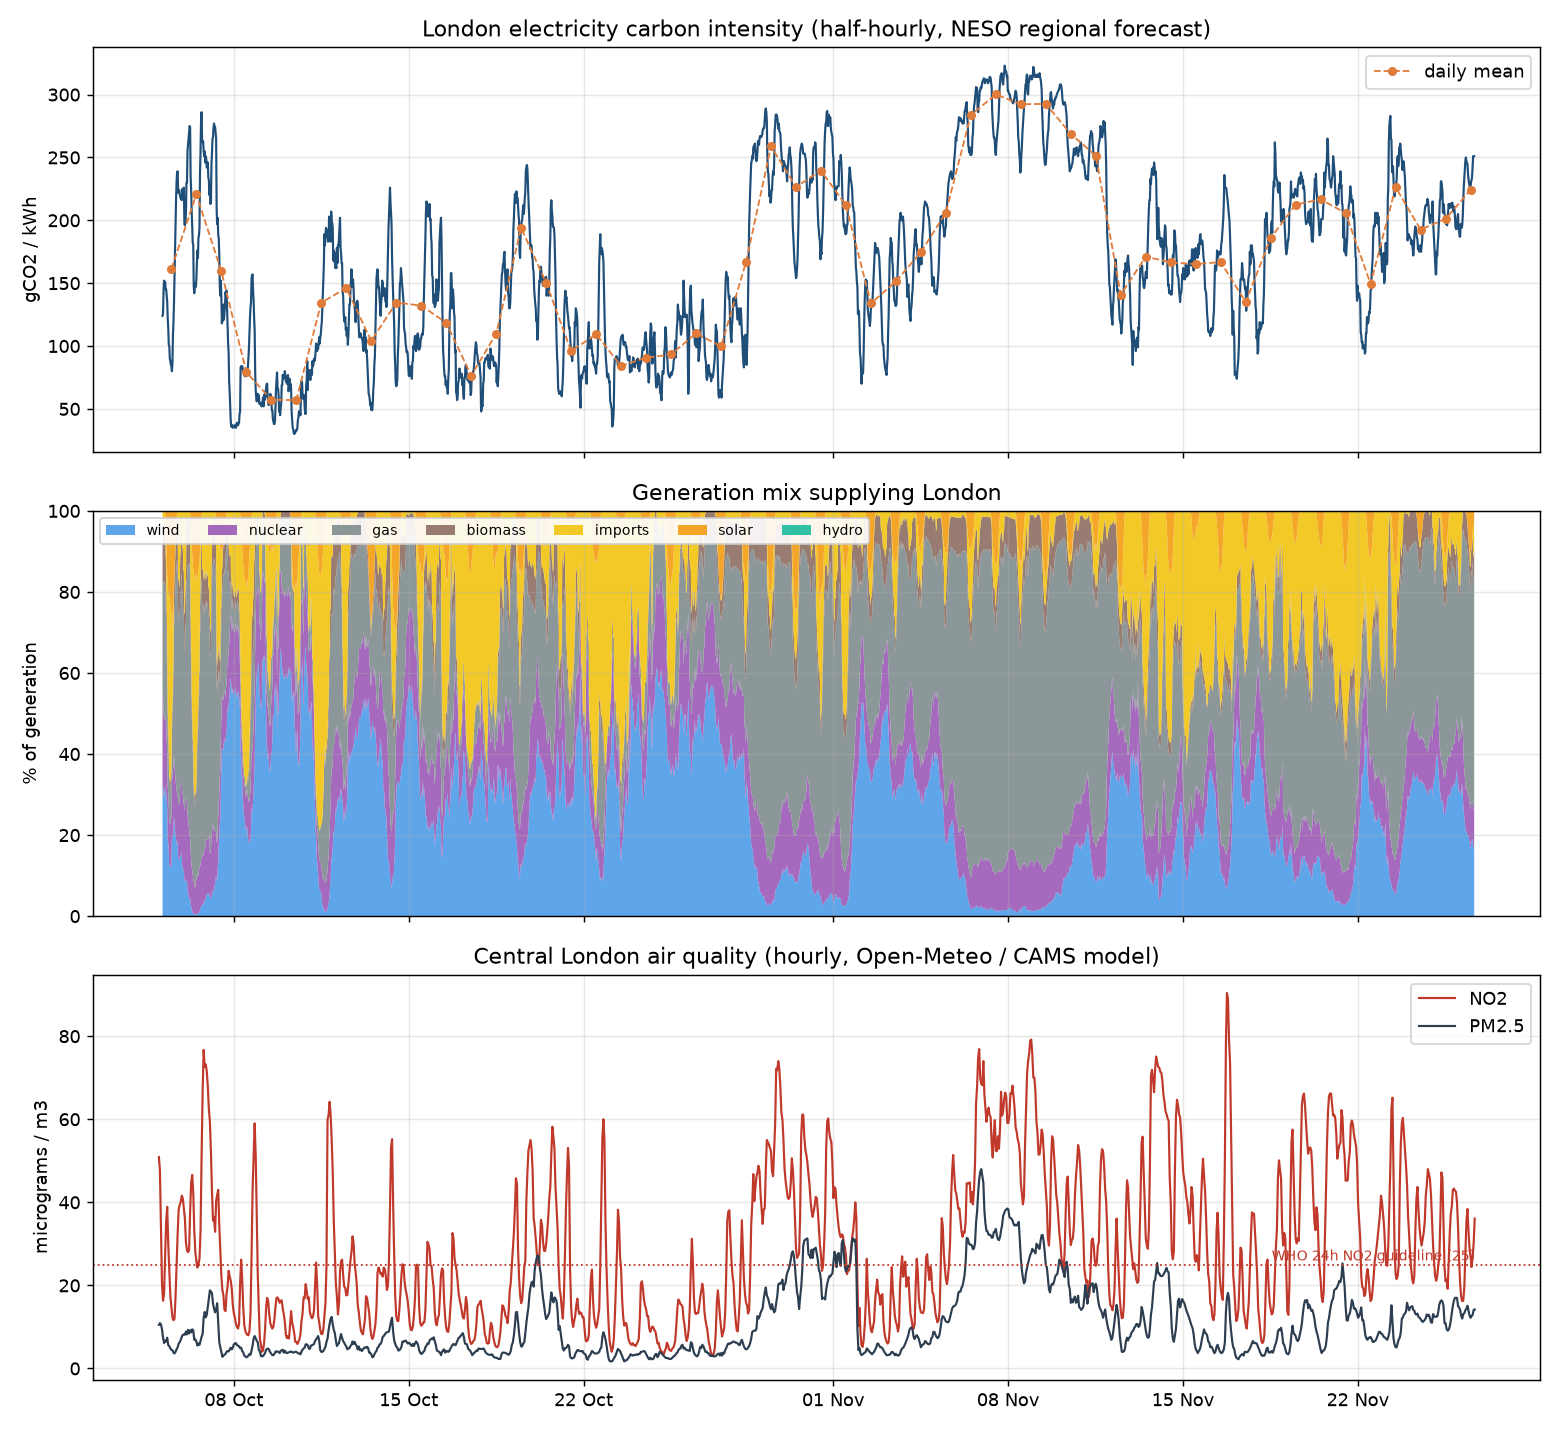 London electricity carbon intensity (half-hourly, NESO regional forecast)
daily mean
gCO2 / kWh
300
250
200
150
100
50
Generation mix supplying London
wind nuclear gas biomass imports solar hydro
% of generation
100
80
60
40
20
0
Central London air quality (hourly, Open-Meteo / CAMS model)
NO2
PM2.5
micrograms / m3
80
60
40
20
0
WHO 24h NO2 guideline (25)
08 Oct 15 Oct 22 Oct 01 Nov 08 Nov 15 Nov 22 Nov